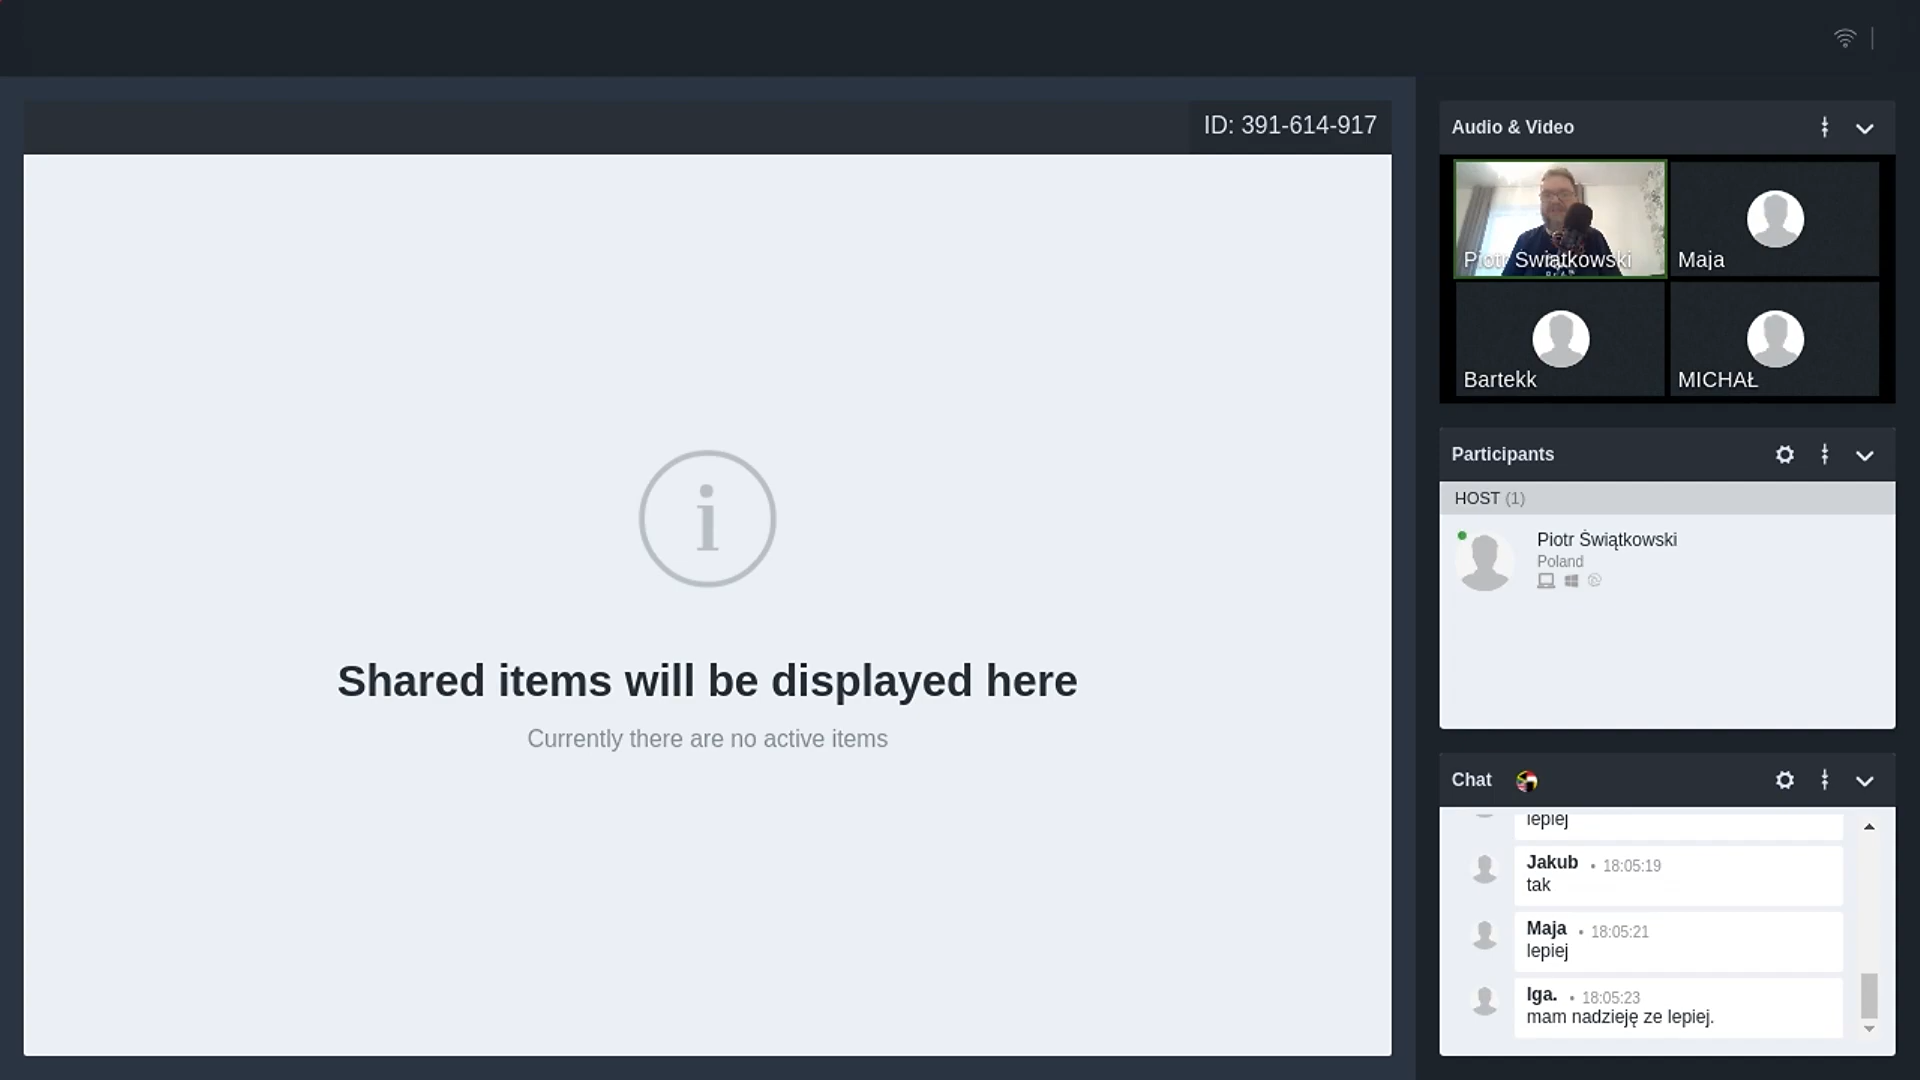 ID: 391-614-917
Shared items will be displayed here
Currently there are no active items
Audio & Video
Piotr Świątkowski
Maja
Bartekk
MICHAŁ
Participants
HOST (1)
Piotr Świątkowski
Poland
Chat
lepiej
Jakub • 18:05:19
tak
Maja • 18:05:21
lepiej
Iga. • 18:05:23
mam nadzieję ze lepiej.